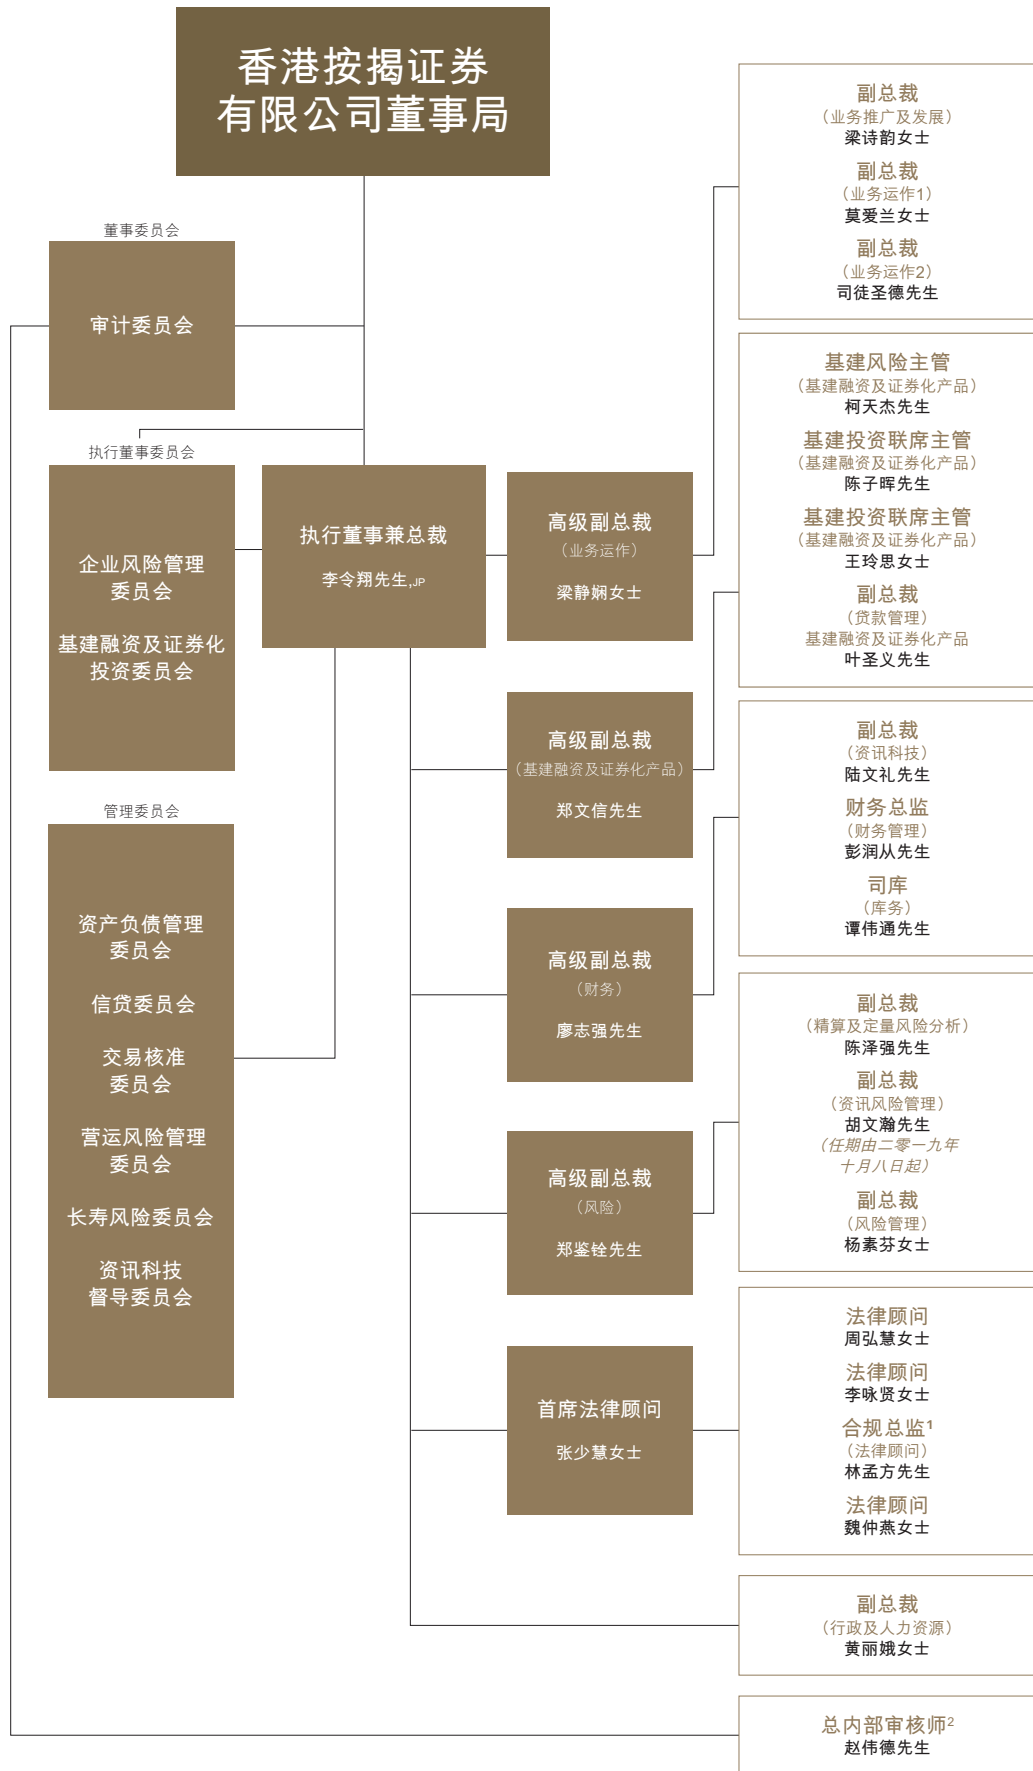 香港按揭证券
有限公司董事局
董事委员会
审计委员会
执行董事委员会
企业风险管理
委员会
基建融资及证券化
投资委员会
管理委员会
资产负债管理
委员会
信贷委员会
交易核准
委员会
营运风险管理
委员会
长寿风险委员会
资讯科技
督导委员会
执行董事兼总裁
李令翔先生,JP
高级副总裁
（业务运作）
梁静娴女士
高级副总裁
（基建融资及证券化产品）
郑文信先生
高级副总裁
（财务）
廖志强先生
高级副总裁
（风险）
郑鉴铨先生
首席法律顾问
张少慧女士
副总裁
（业务推广及发展）
梁诗韵女士
副总裁
（业务运作1）
莫爱兰女士
副总裁
（业务运作2）
司徒圣德先生
基建风险主管
（基建融资及证券化产品）
柯天杰先生
基建投资联席主管
（基建融资及证券化产品）
陈子晖先生
基建投资联席主管
（基建融资及证券化产品）
王玲思女士
副总裁
（贷款管理）
基建融资及证券化产品
叶圣义先生
副总裁
（资讯科技）
陆文礼先生
财务总监
（财务管理）
彭润从先生
司库
（库务）
谭伟通先生
副总裁
（精算及定量风险分析）
陈泽强先生
副总裁
（资讯风险管理）
胡文瀚先生
（任期由二零一九年
十月八日起）
副总裁
（风险管理）
杨素芬女士
法律顾问
周弘慧女士
法律顾问
李咏贤女士
合规总监¹
（法律顾问）
林孟方先生
法律顾问
魏仲燕女士
副总裁
（行政及人力资源）
黄丽娥女士
总内部审核师²
赵伟德先生